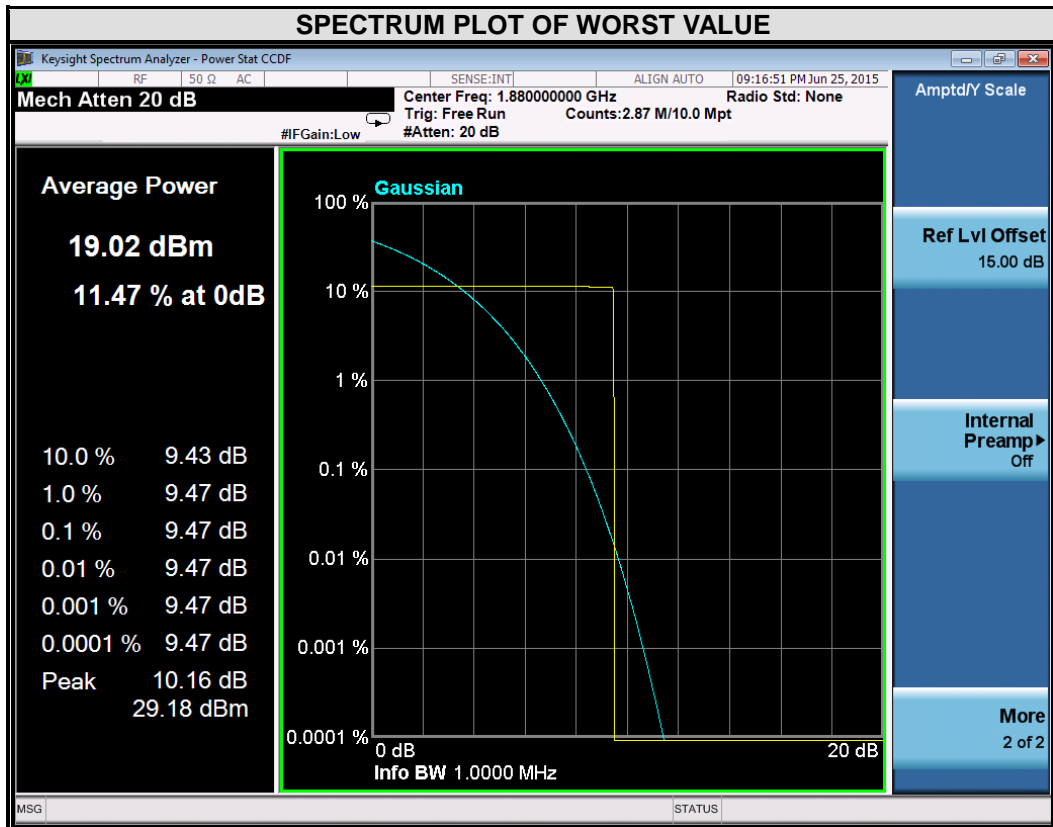 SPECTRUM PLOT OF WORST VALUE
Keysight Spectrum Analyzer - Power Stat CCDF
LXI RF 50 Ω AC SENSE:INT ALIGN AUTO 09:16:51 PM Jun 25, 2015
Mech Atten 20 dB
Center Freq: 1.880000000 GHz Radio Std: None
Trig: Free Run Counts:2.87 M/10.0 Mpt
#IFGain:Low #Atten: 20 dB
Average Power
19.02 dBm
11.47 % at 0dB
10.0 % 9.43 dB
1.0 % 9.47 dB
0.1 % 9.47 dB
0.01 % 9.47 dB
0.001 % 9.47 dB
0.0001 % 9.47 dB
Peak 10.16 dB
29.18 dBm
Gaussian
100 %
10 %
1 %
0.1 %
0.01 %
0.001 %
0.0001 %
0 dB 20 dB
Info BW 1.0000 MHz
Amptd/Y Scale
Ref Lvl Offset
15.00 dB
Internal
Preamp
Off
More
2 of 2
MSG STATUS